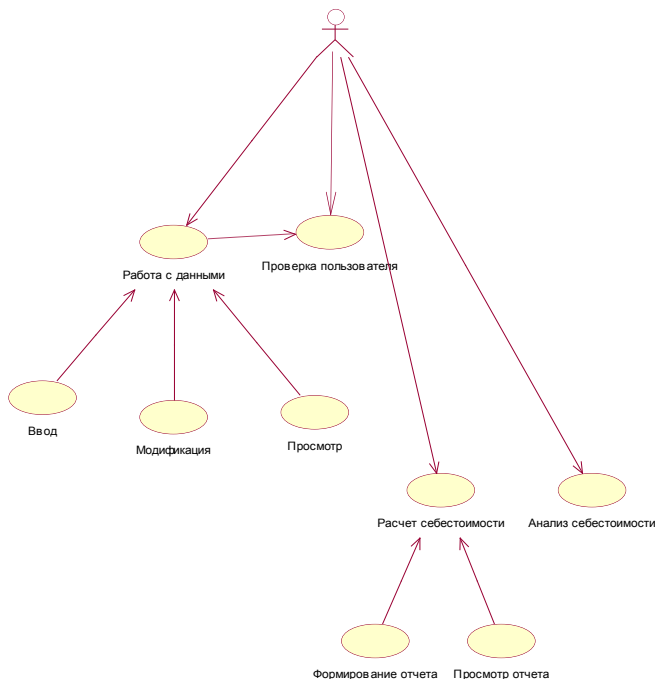 Работа с данными
Проверка пользователя
Ввод
Модификация
Просмотр
Расчет себестоимости
Анализ себестоимости
Формирование отчета
Просмотр отчета